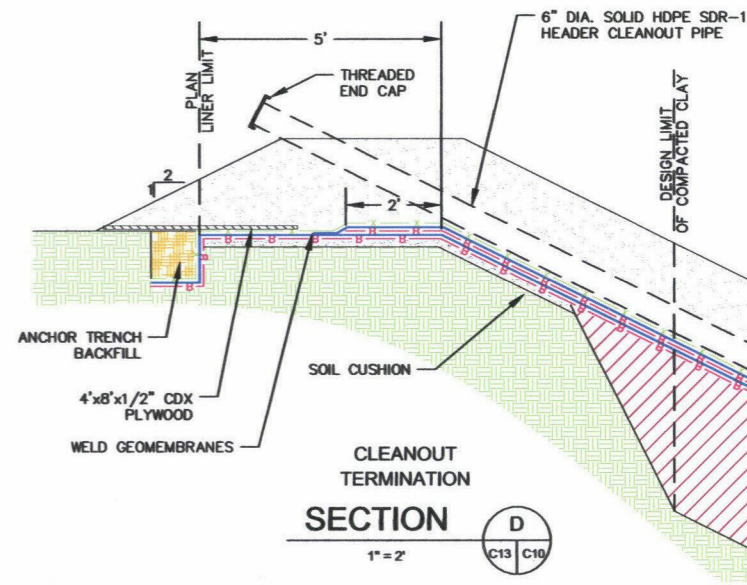 6" DIA. SOLID HDPE SDR-1
HEADER CLEANOUT PIPE
5'
THREADED
END CAP
PLAN
LINER LIMIT
2
1
2'
DESIGN LIMIT
OF COMPACTED CLAY
ANCHOR TRENCH
BACKFILL
SOIL CUSHION
4'x8'x1/2" CDX
PLYWOOD
WELD GEOMEMBRANES
CLEANOUT
TERMINATION
SECTION
D
C13 C10
1" = 2'